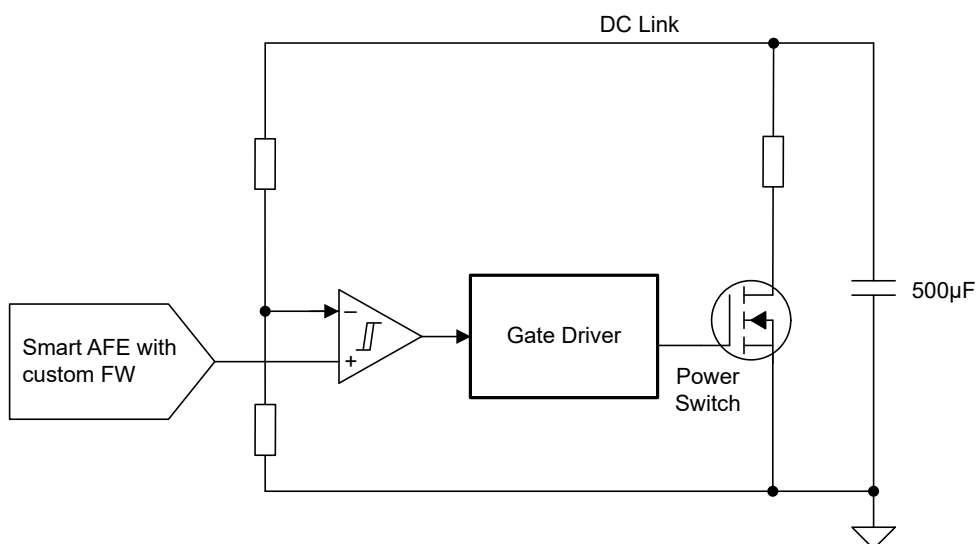 DC Link
500µF
Smart AFE with
custom FW
−
+
Gate Driver
Power
Switch